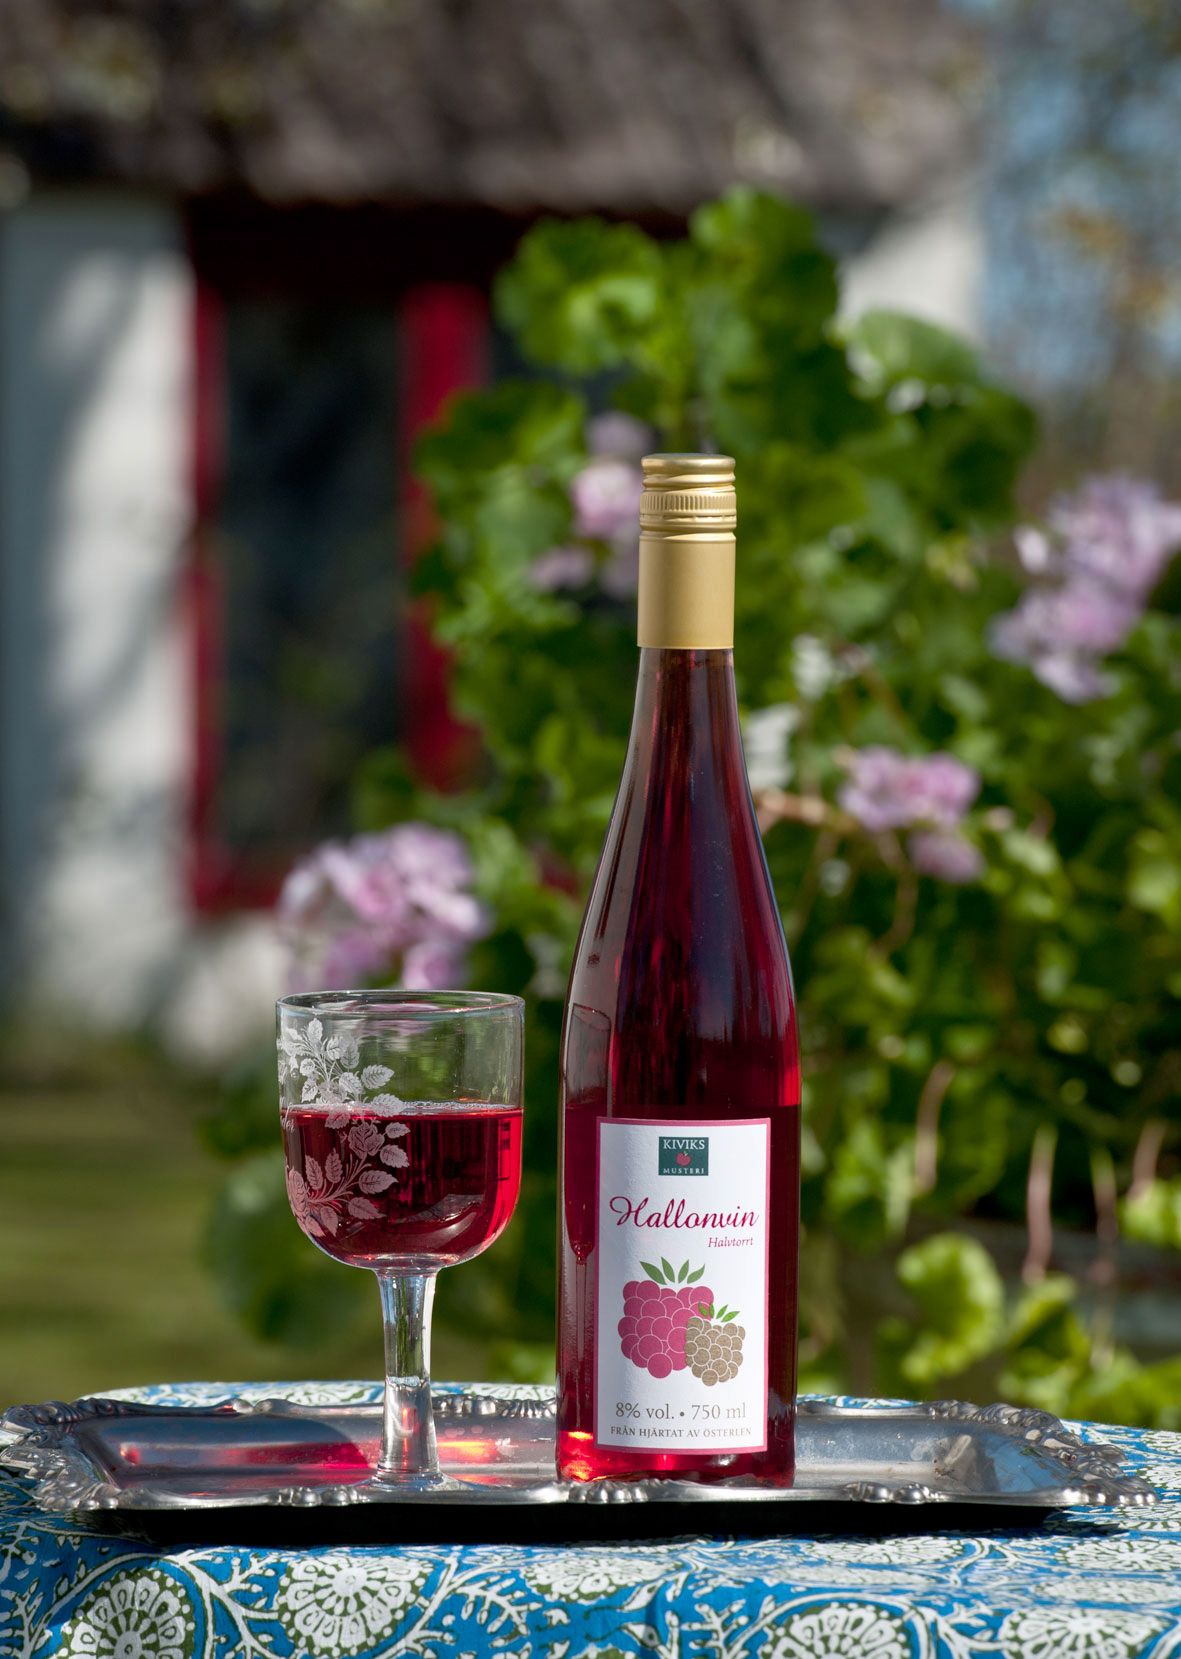 KIVIKS
MUSTERI
Hallonvin
Halvtorrt
8% vol. • 750 ml
FRÅN HJÄRTAT AV ÖSTERLEN